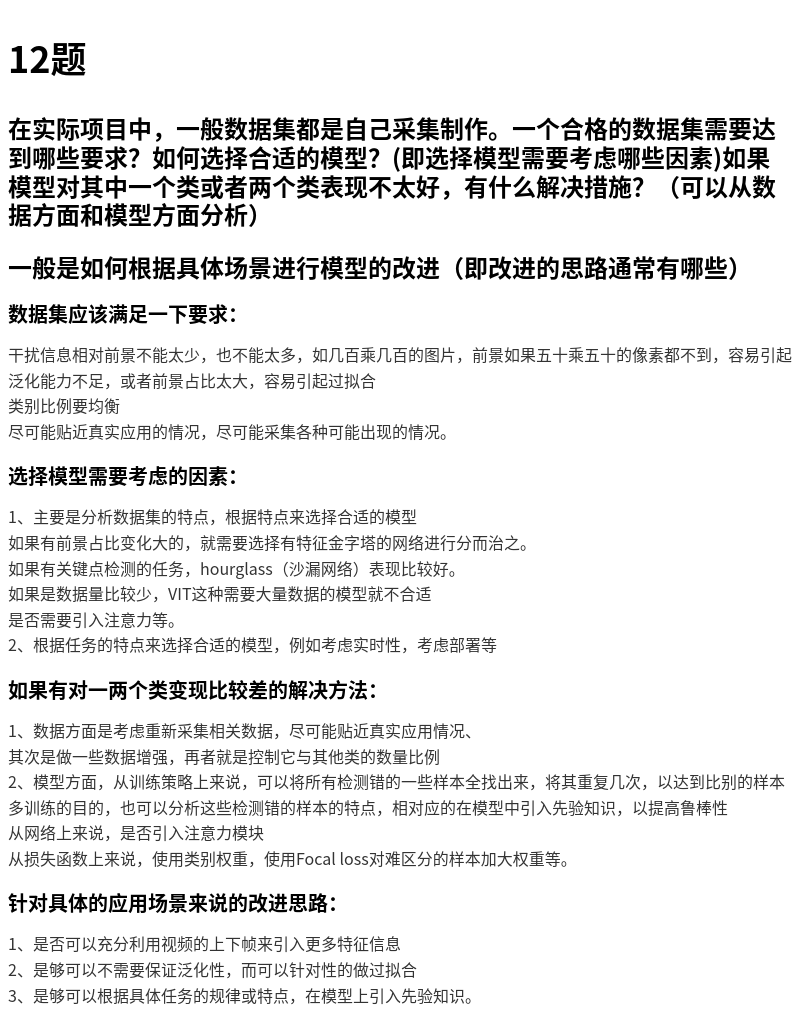 12题
在实际项目中，一般数据集都是自己采集制作。一个合格的数据集需要达
到哪些要求？如何选择合适的模型？(即选择模型需要考虑哪些因素)如果
模型对其中一个类或者两个类表现不太好，有什么解决措施？（可以从数
据方面和模型方面分析）
一般是如何根据具体场景进行模型的改进（即改进的思路通常有哪些）
数据集应该满足一下要求：
干扰信息相对前景不能太少，也不能太多，如几百乘几百的图片，前景如果五十乘五十的像素都不到，容易引起
泛化能力不足，或者前景占比太大，容易引起过拟合
类别比例要均衡
尽可能贴近真实应用的情况，尽可能采集各种可能出现的情况。
选择模型需要考虑的因素：
1、主要是分析数据集的特点，根据特点来选择合适的模型
如果有前景占比变化大的，就需要选择有特征金字塔的网络进行分而治之。
如果有关键点检测的任务，hourglass（沙漏网络）表现比较好。
如果是数据量比较少，VIT这种需要大量数据的模型就不合适
是否需要引入注意力等。
2、根据任务的特点来选择合适的模型，例如考虑实时性，考虑部署等
如果有对一两个类变现比较差的解决方法：
1、数据方面是考虑重新采集相关数据，尽可能贴近真实应用情况、
其次是做一些数据增强，再者就是控制它与其他类的数量比例
2、模型方面，从训练策略上来说，可以将所有检测错的一些样本全找出来，将其重复几次，以达到比别的样本
多训练的目的，也可以分析这些检测错的样本的特点，相对应的在模型中引入先验知识，以提高鲁棒性
从网络上来说，是否引入注意力模块
从损失函数上来说，使用类别权重，使用Focal loss对难区分的样本加大权重等。
针对具体的应用场景来说的改进思路：
1、是否可以充分利用视频的上下帧来引入更多特征信息
2、是够可以不需要保证泛化性，而可以针对性的做过拟合
3、是够可以根据具体任务的规律或特点，在模型上引入先验知识。